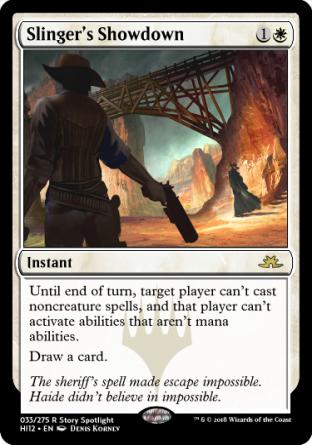 Slinger's Showdown 1
Instant
Until end of turn, target player can't cast
noncreature spells, and that player can't
activate abilities that aren't mana
abilities.
Draw a card.
The sheriff's spell made escape impossible.
Haide didn't believe in impossible.
033/275 R Story Spotlight
HI12 • EN Denis Kornev
™ & © 2018 Wizards of the Coast